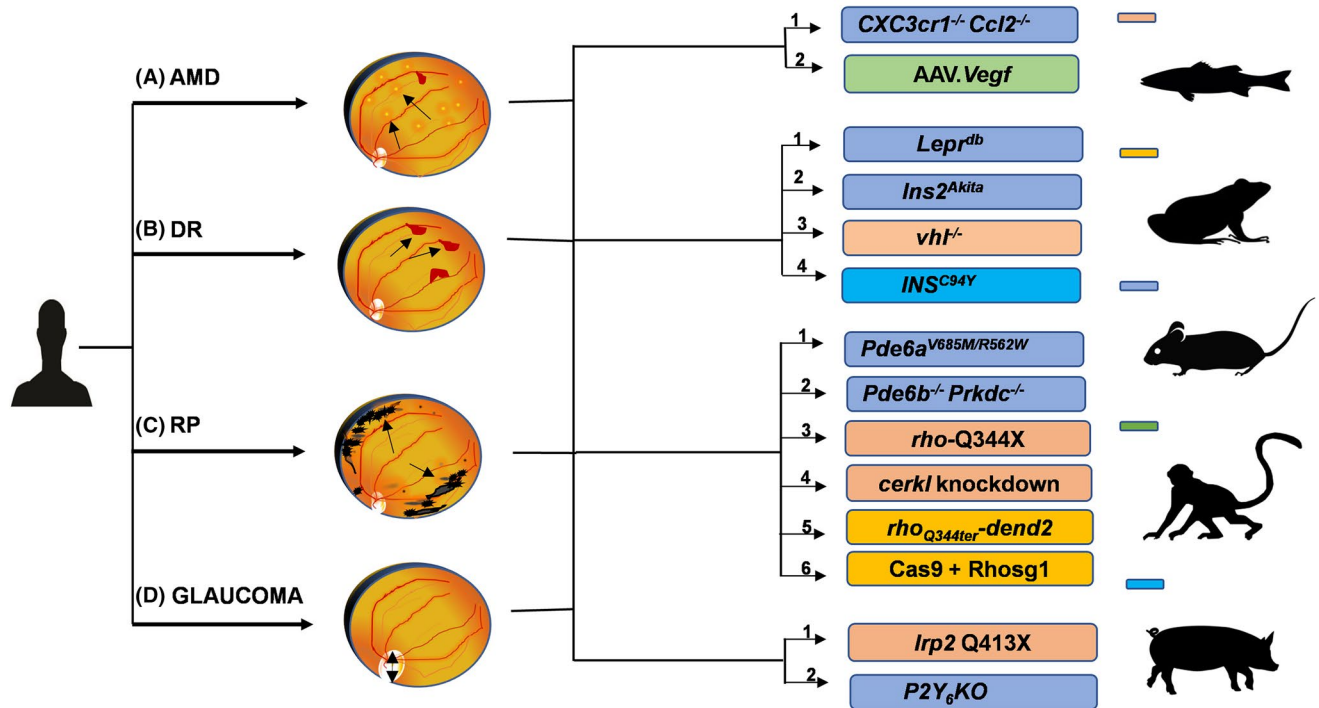 (A) AMD
(B) DR
(C) RP
(D) GLAUCOMA
1 CXC3cr1-/- Ccl2-/-
2 AAV.Vegf
1 Leprdb
2 Ins2Akita
3 vhl-/-
4 INSC94Y
1 Pde6aV685M/R562W
2 Pde6b-/- Prkdc-/-
3 rho-Q344X
4 cerkl knockdown
5 rhoQ344ter-dend2
6 Cas9 + Rhosg1
1 lrp2 Q413X
2 P2Y6KO